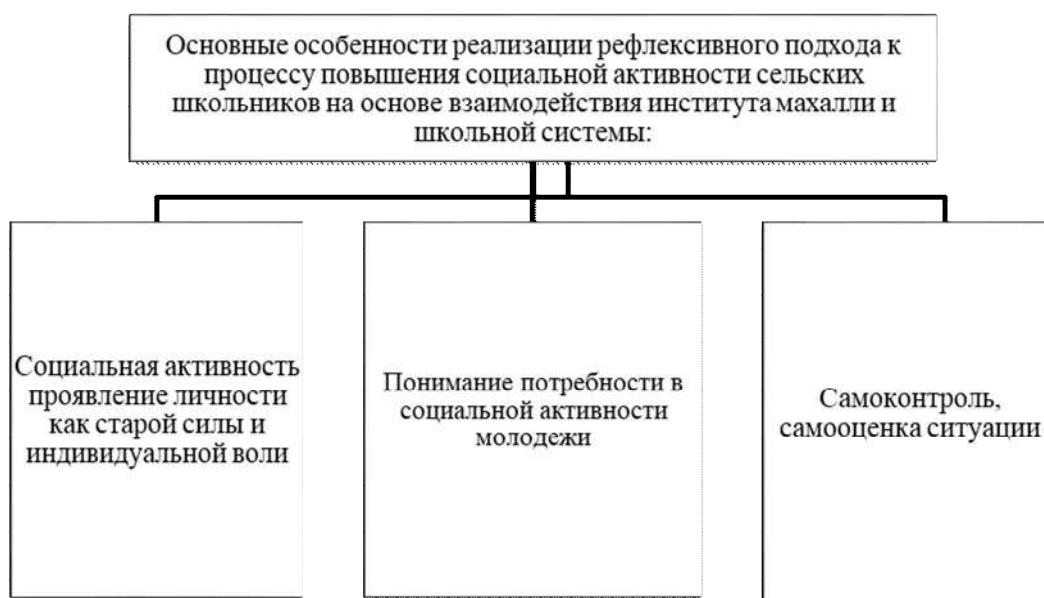 Основные особенности реализации рефлексивного подхода к
процессу повышения социальной активности сельских
школьников на основе взаимодействия института махалли и
школьной системы:
Социальная активность
проявление личности
как старой силы и
индивидуальной воли
Понимание потребности в
социальной активности
молодежи
Самоконтроль,
самооценка ситуации